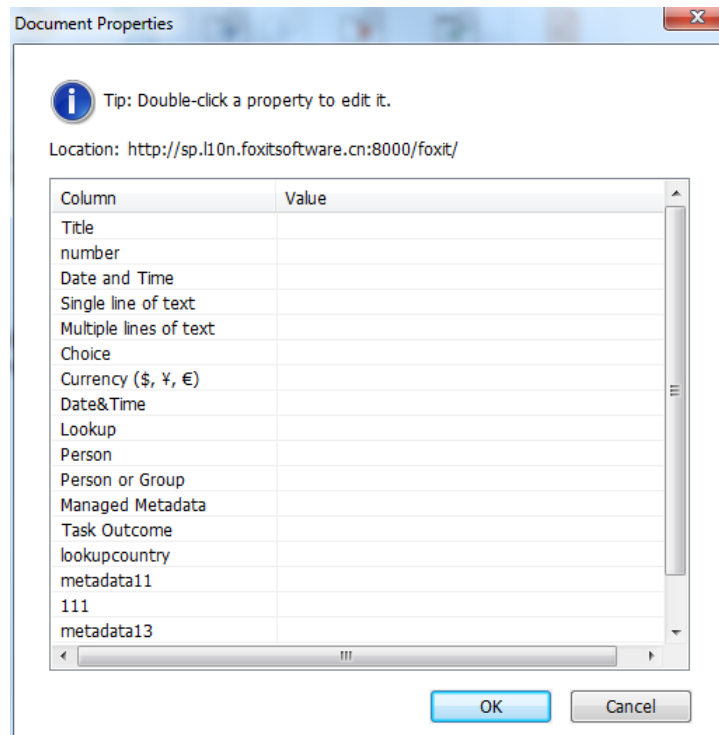 Document Properties
Tip: Double-click a property to edit it.
Location: http://sp.l10n.foxitsoftware.cn:8000/foxit/
Column Value
Title
number
Date and Time
Single line of text
Multiple lines of text
Choice
Currency ($, ¥, €)
Date&Time
Lookup
Person
Person or Group
Managed Metadata
Task Outcome
lookupcountry
metadata11
111
metadata13
OK Cancel